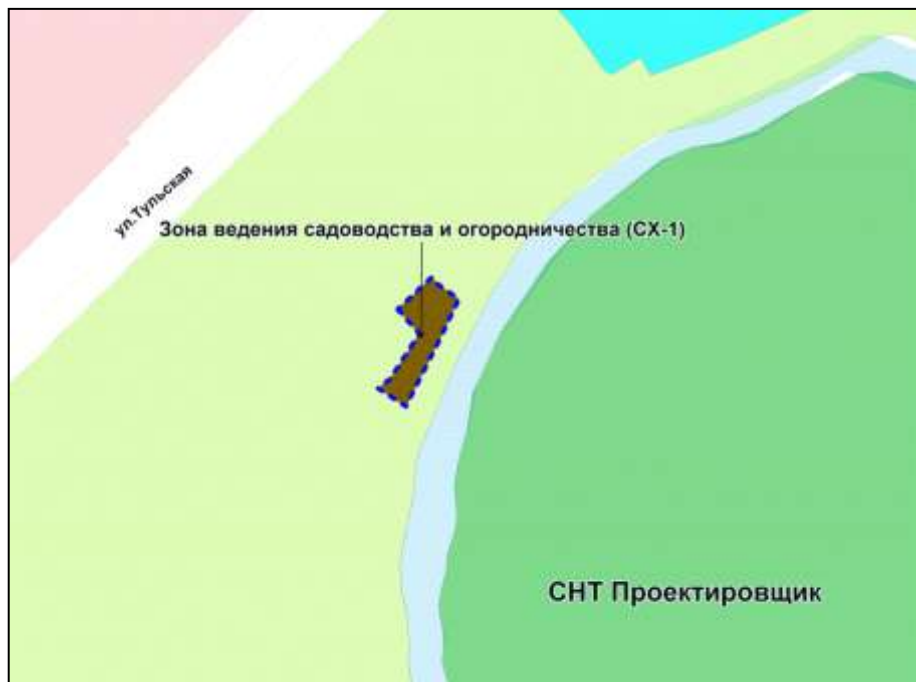 ул.Тульская
Зона ведения садоводства и огородничества (СХ-1)
СНТ Проектировщик